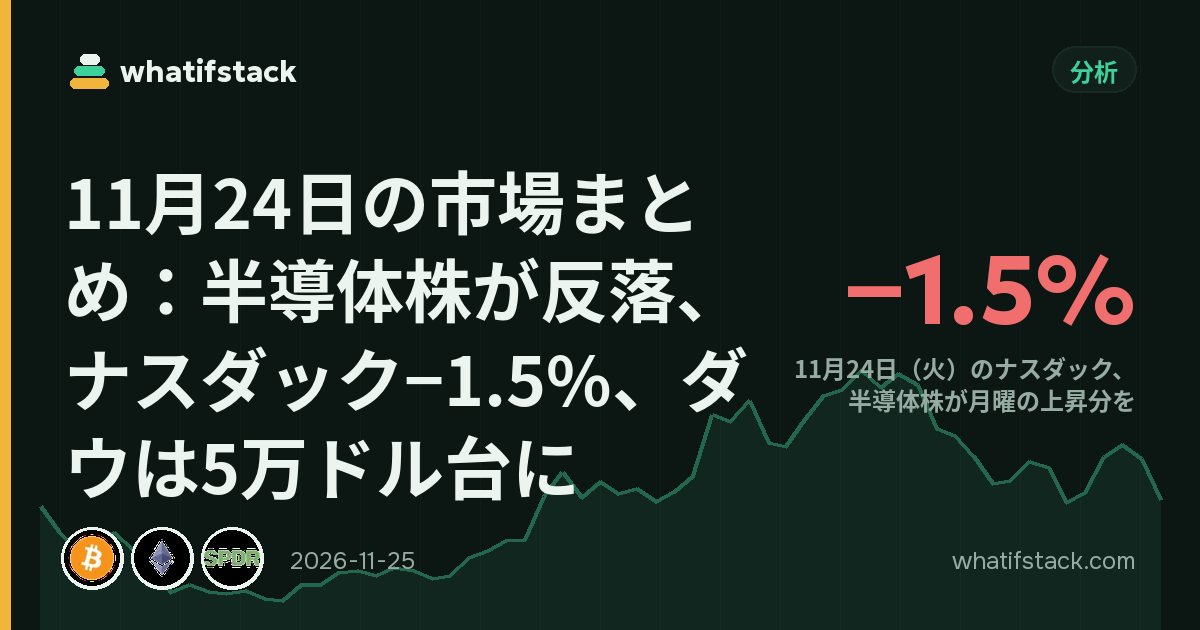 whatifstack
分析
11月24日の市場まと
め：半導体株が反落、
ナスダック−1.5%、ダ
ウは5万ドル台に
−1.5%
11月24日（火）のナスダック、
半導体株が月曜の上昇分を
SPDR
2026-11-25
whatifstack.com